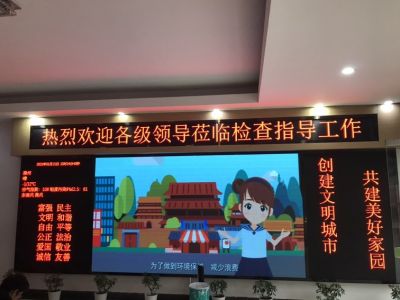 热烈欢迎各级领导莅临检查指导工作
富强 民主
文明 和谐
自由 平等
公正 法治
爱国 敬业
诚信 友善
为了做到环境保护 减少浪费
创建文明城市
共建美好家园